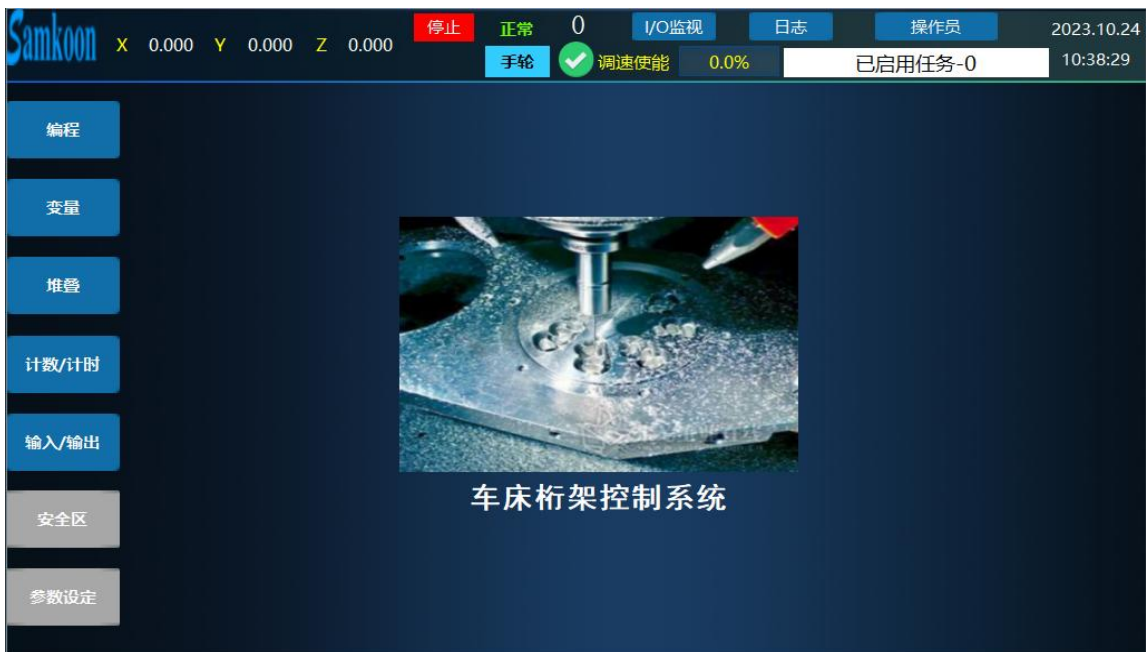 Samkoon X 0.000 Y 0.000 Z 0.000 停止 正常 0 I/O监视 日志 操作员 2023.10.24
手轮 调速使能 0.0% 已启用任务-0 10:38:29
编程
变量
堆叠
计数/计时
输入/输出
安全区
参数设定
车床桁架控制系统